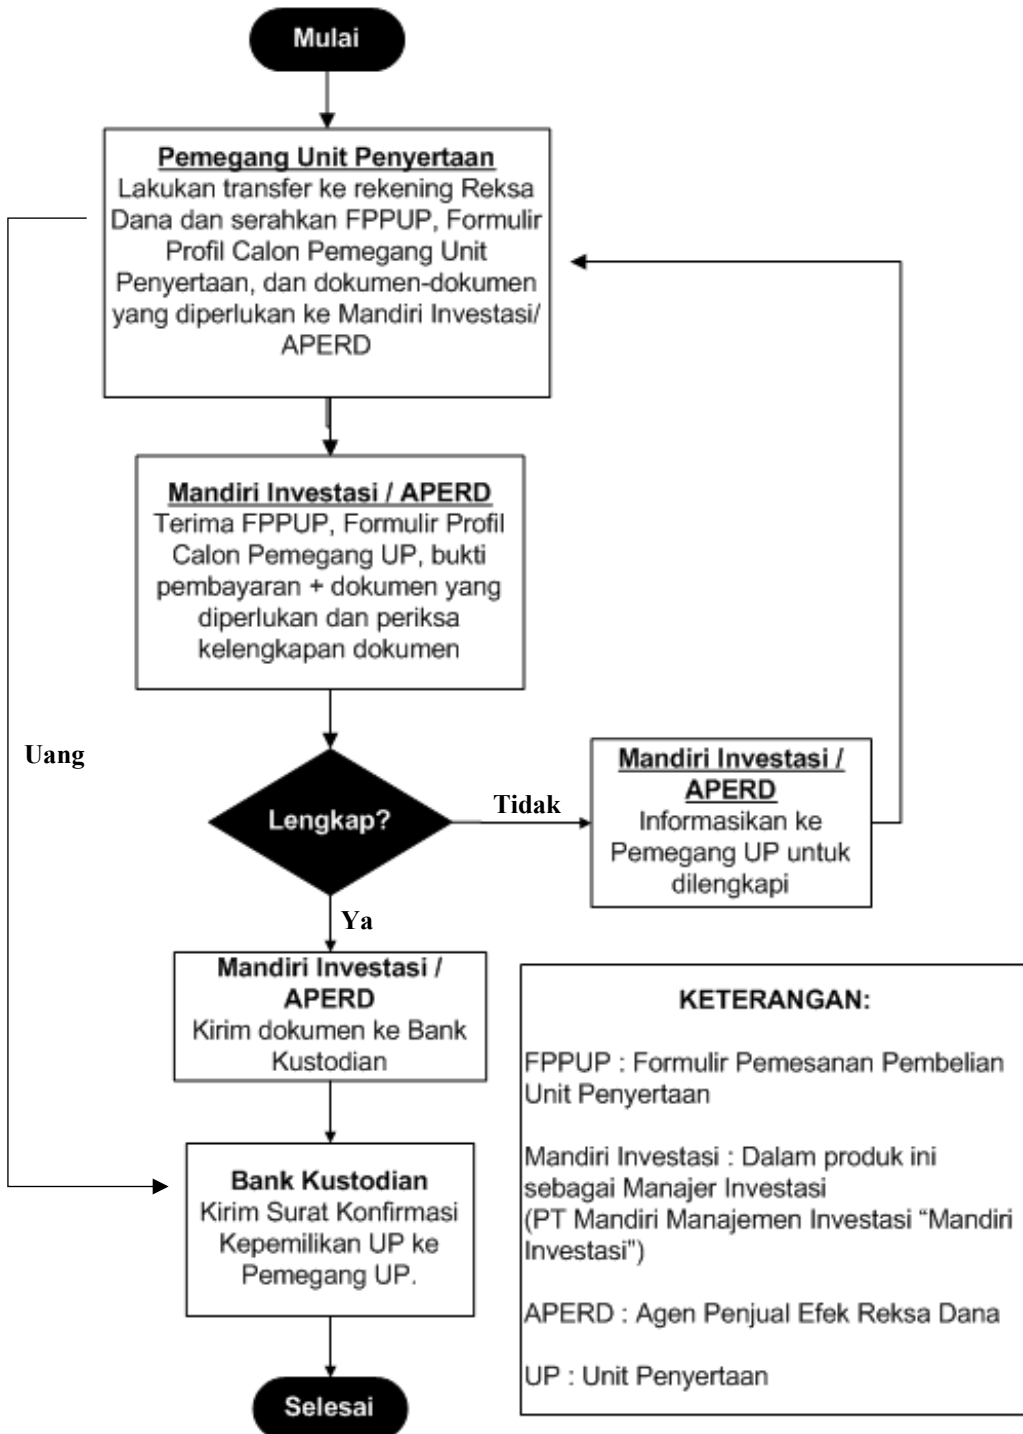 Mulai
Pemegang Unit Penyertaan
Lakukan transfer ke rekening Reksa
Dana dan serahkan FPPUP, Formulir
Profil Calon Pemegang Unit
Penyertaan, dan dokumen-dokumen
yang diperlukan ke Mandiri Investasi/
APERD
Mandiri Investasi / APERD
Terima FPPUP, Formulir Profil
Calon Pemegang UP, bukti
pembayaran + dokumen yang
diperlukan dan periksa
kelengkapan dokumen
Uang
Lengkap?
Tidak
Mandiri Investasi /
APERD
Informasikan ke
Pemegang UP untuk
dilengkapi
Ya
Mandiri Investasi /
APERD
Kirim dokumen ke Bank
Kustodian
Bank Kustodian
Kirim Surat Konfirmasi
Kepemilikan UP ke
Pemegang UP.
Selesai
KETERANGAN:
FPPUP : Formulir Pemesanan Pembelian
Unit Penyertaan
Mandiri Investasi : Dalam produk ini
sebagai Manajer Investasi
(PT Mandiri Manajemen Investasi “Mandiri
Investasi”)
APERD : Agen Penjual Efek Reksa Dana
UP : Unit Penyertaan